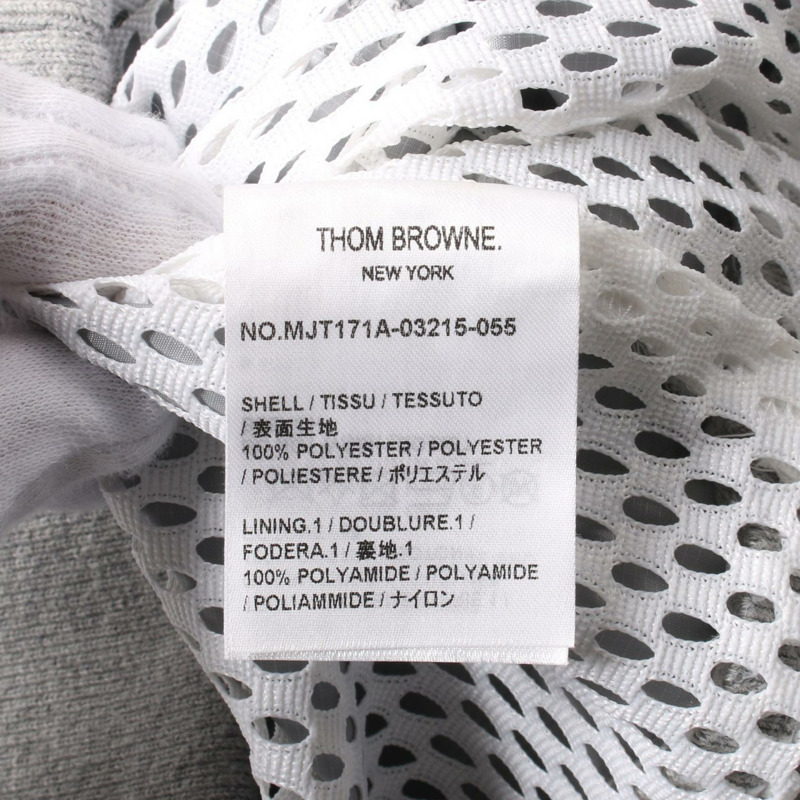 THOM BROWNE.
NEW YORK
NO.MJT171A-03215-055
SHELL / TISSU / TESSUTO
/ 表面生地
100% POLYESTER / POLYESTER
/ POLIESTERE / ポリエステル
LINING.1 / DOUBLURE.1 /
FODERA.1 / 裏地.1
100% POLYAMIDE / POLYAMIDE
/ POLIAMMIDE / ナイロン